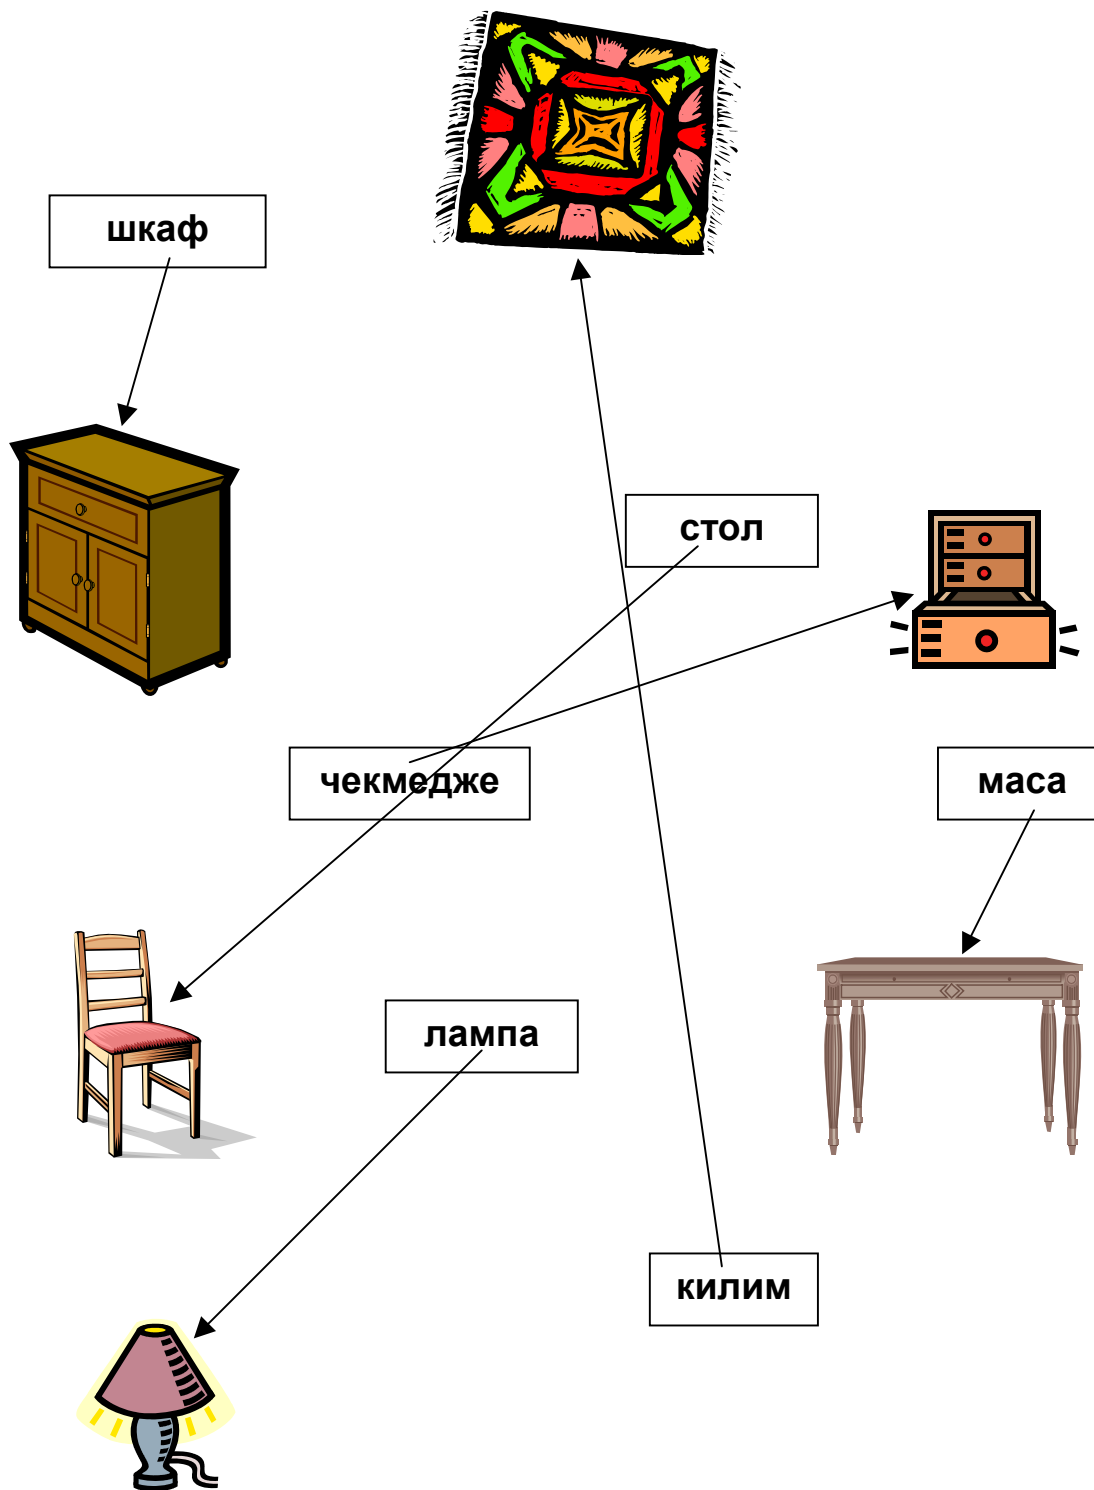 шкаф
стол
чекмедже
маса
лампа
килим